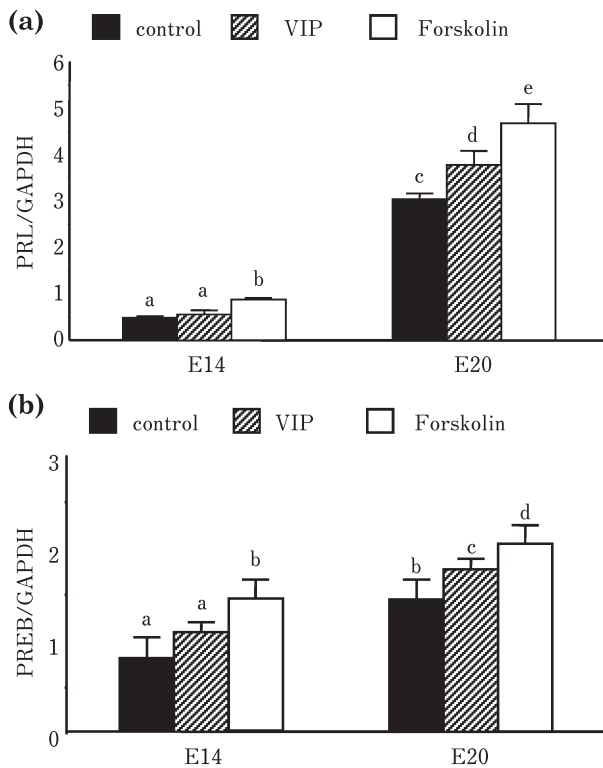 (a) control VIP Forskolin
PRL/GAPDH
6
5
4
3
2
1
0
a a b
c d e
E14 E20
(b) control VIP Forskolin
PREB/GAPDH
3
2
1
0
a a b
b c d
E14 E20